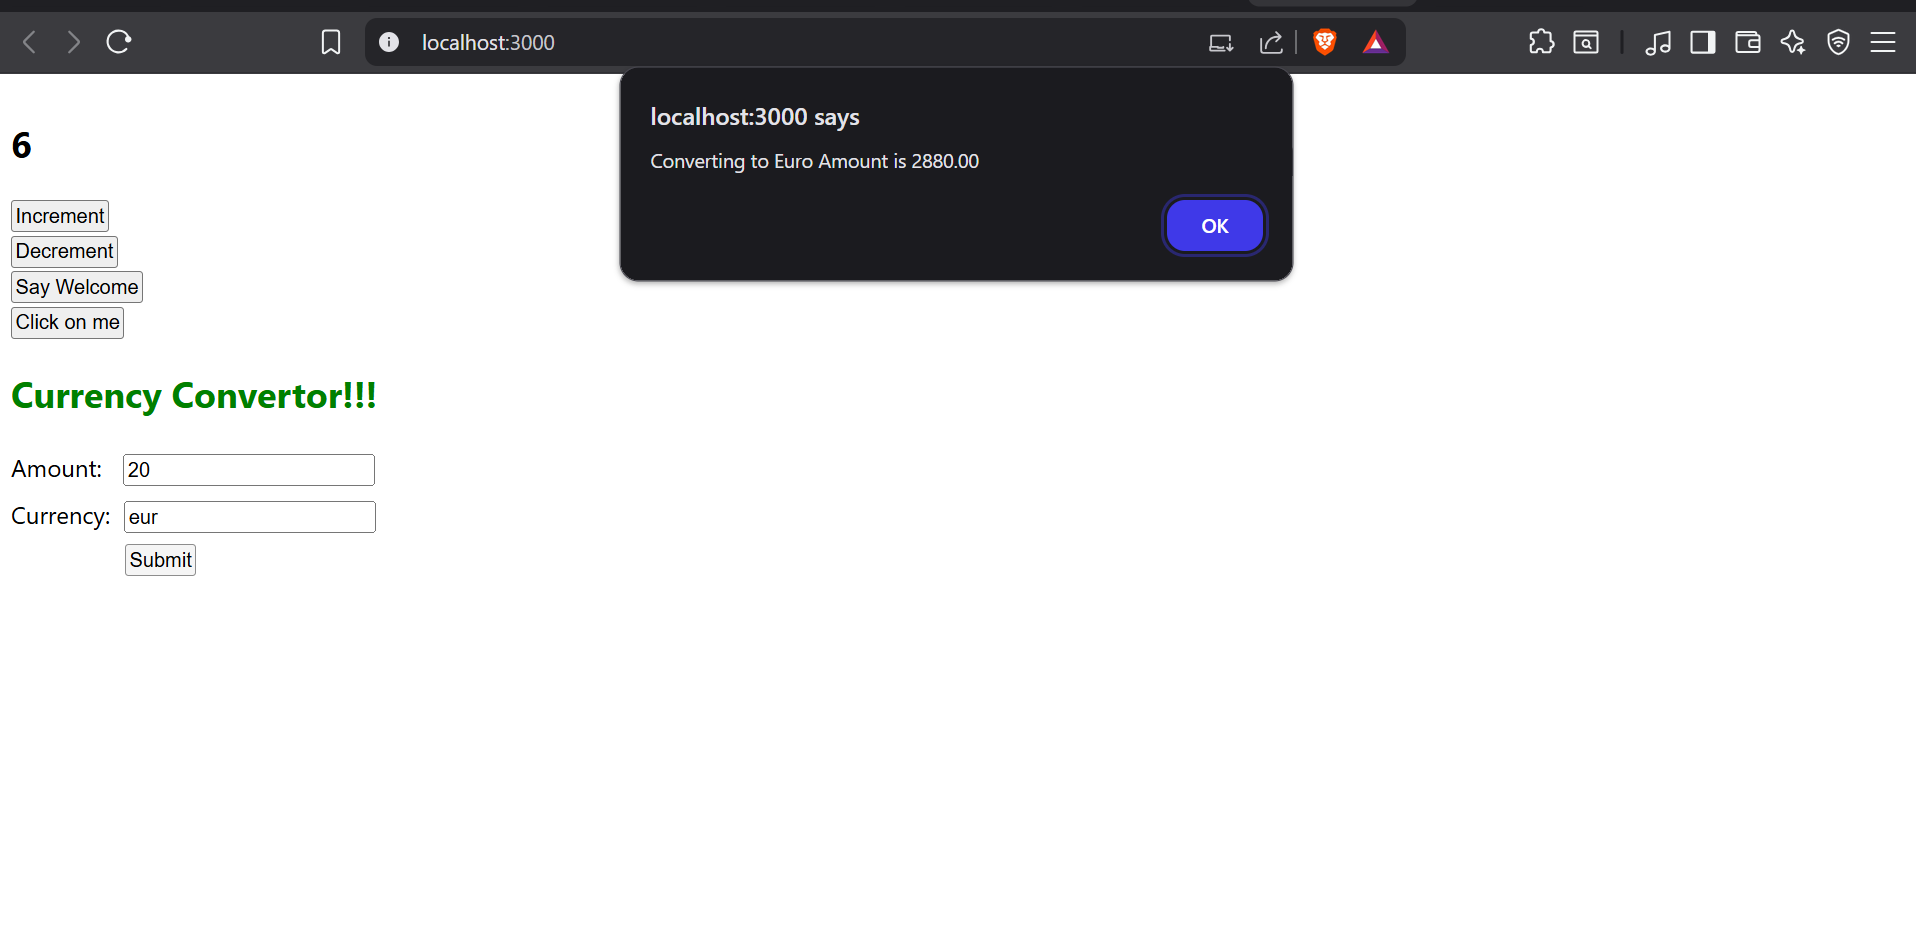 localhost:3000
localhost:3000 says
Converting to Euro Amount is 2880.00
OK
6
Increment
Decrement
Say Welcome
Click on me
Currency Convertor!!!
Amount: 20
Currency: eur
Submit